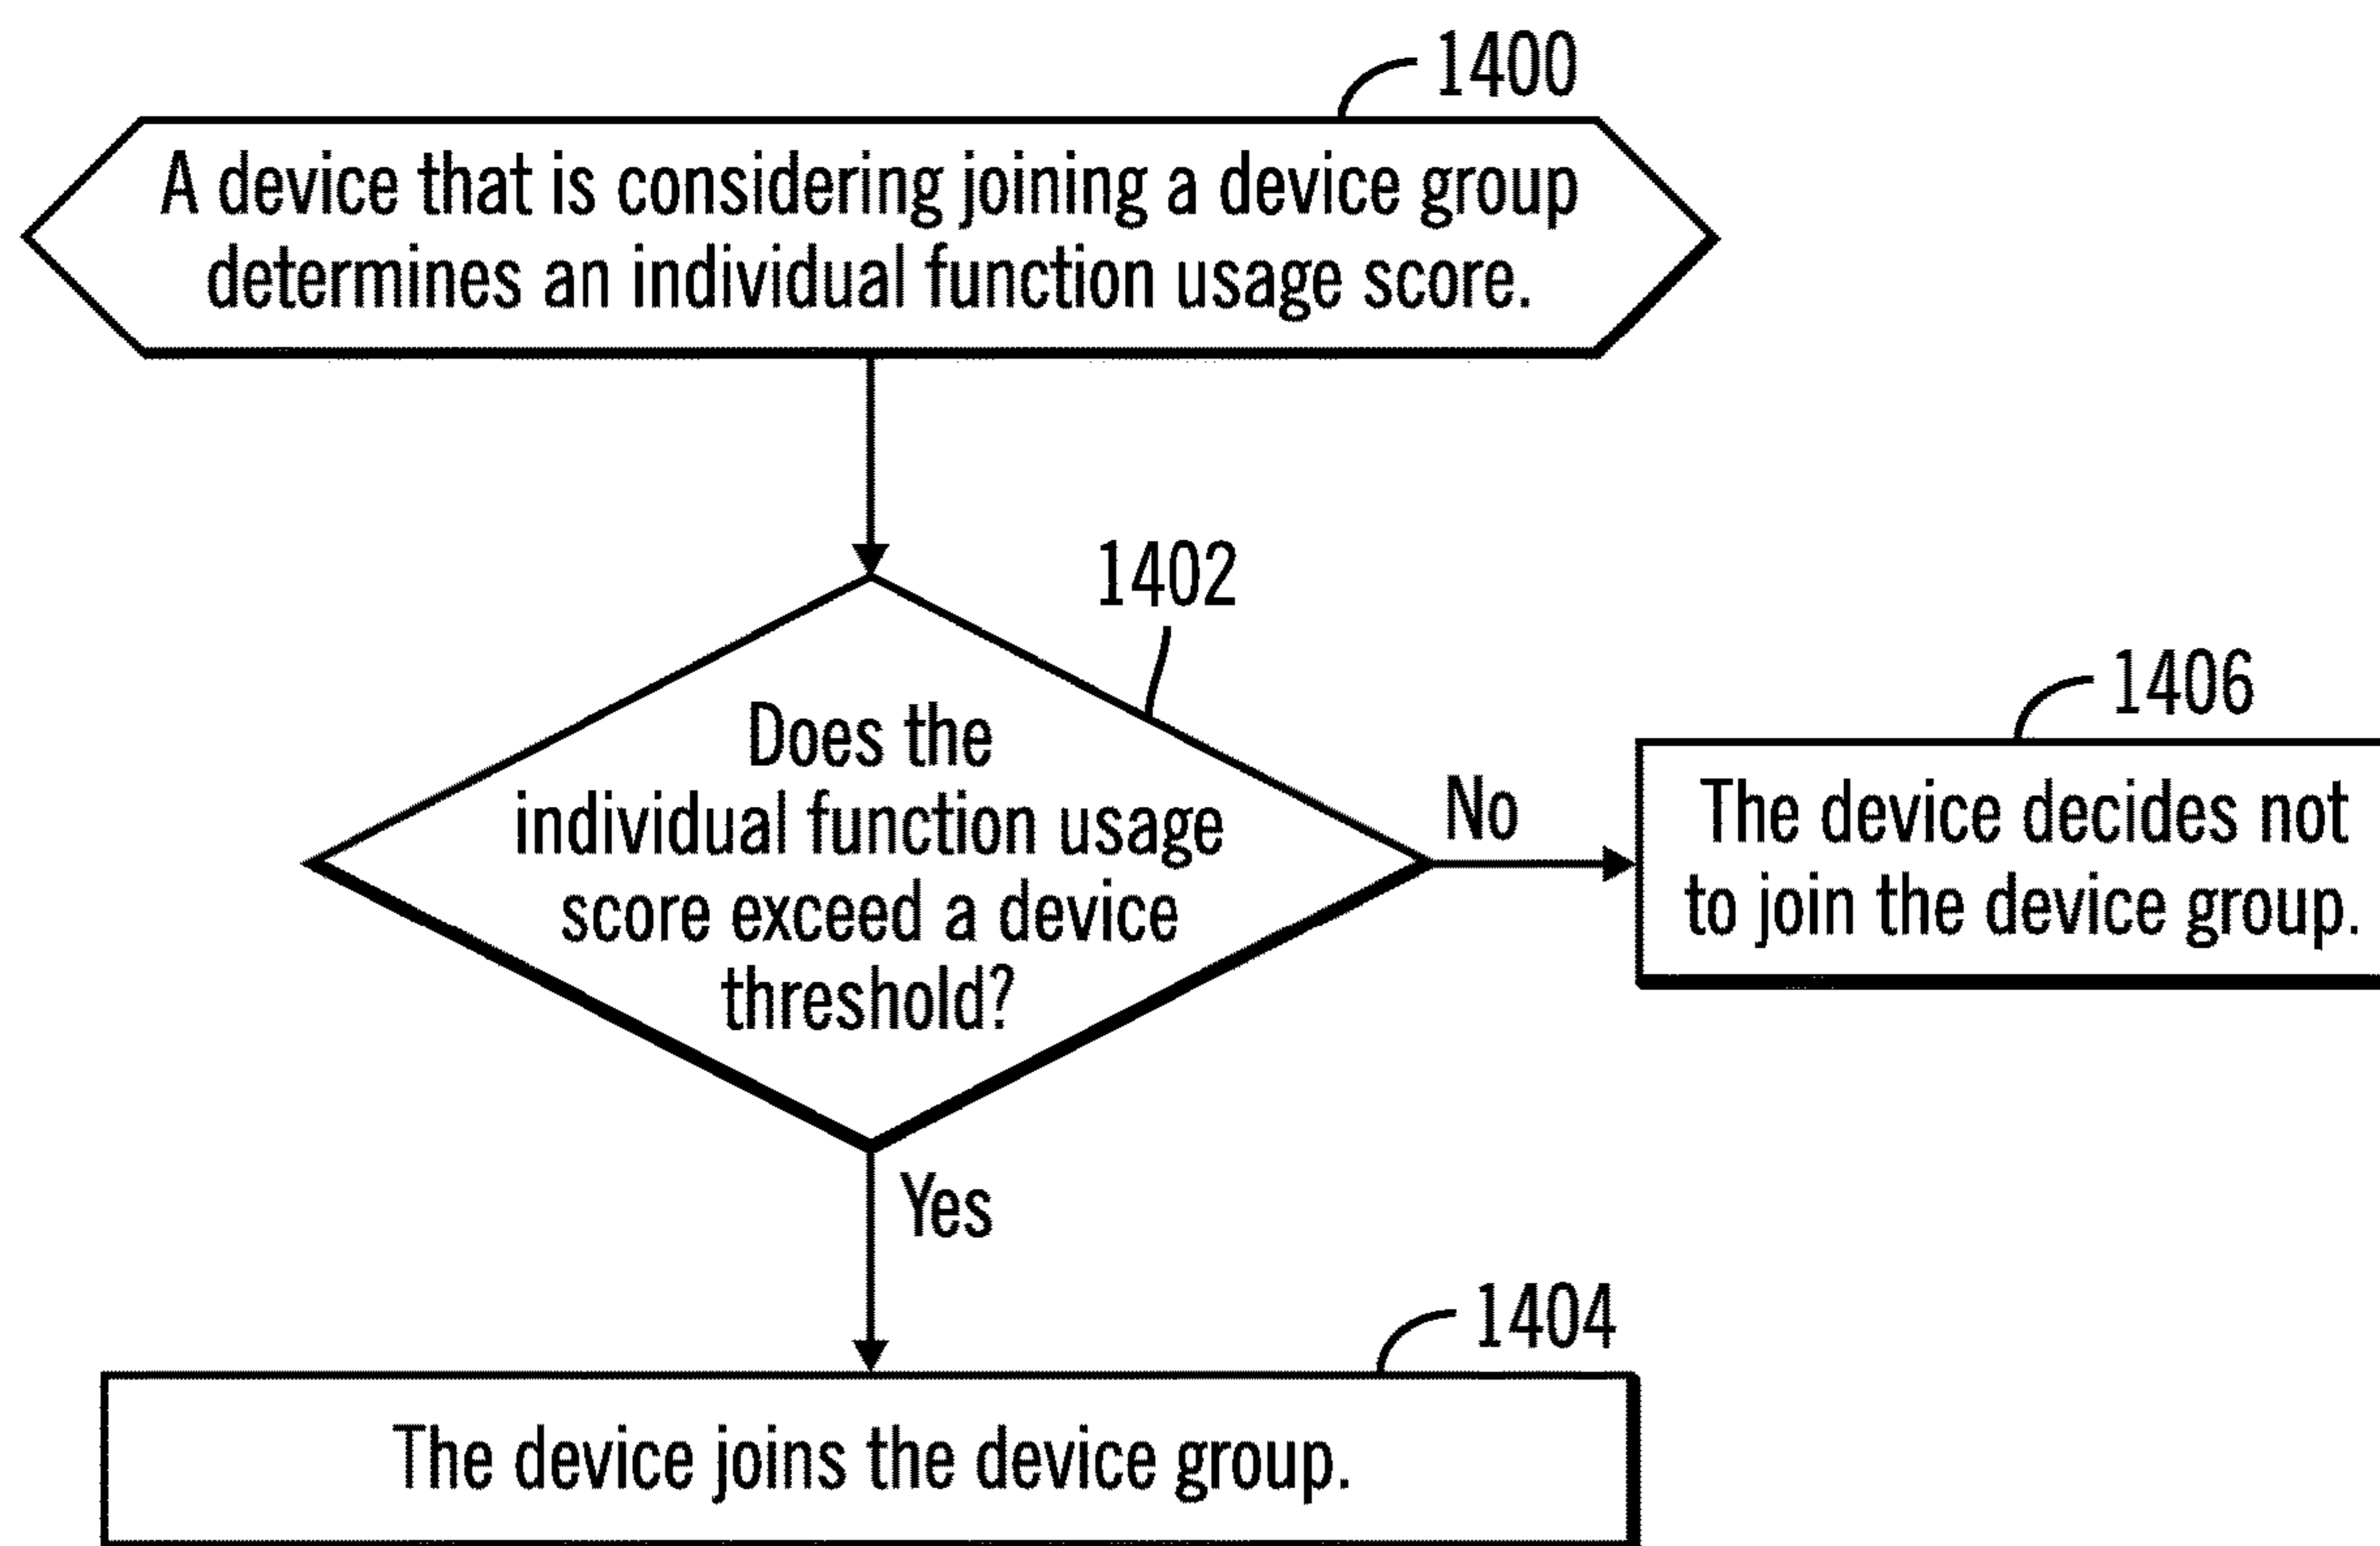 1400
A device that is considering joining a device group
determines an individual function usage score.
1402
Does the
individual function usage
score exceed a device
threshold?
No
1406
The device decides not
to join the device group.
Yes
1404
The device joins the device group.